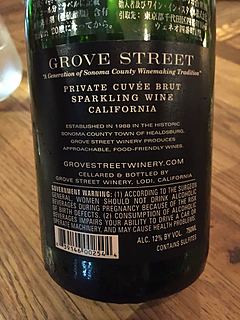 GROVE STREET
"A Generation of Sonoma County Winemaking Tradition"
PRIVATE CUVÉE BRUT
SPARKLING WINE
CALIFORNIA
ESTABLISHED IN 1988 IN THE HISTORIC
SONOMA COUNTY TOWN OF HEALDSBURG,
GROVE STREET WINERY PRODUCES
APPROACHABLE, FOOD-FRIENDLY WINES.
GROVESTREETWINERY.COM
CELLARED & BOTTLED BY
GROVE STREET WINERY, LODI, CALIFORNIA
GOVERNMENT WARNING: (1) ACCORDING TO THE SURGEON
GENERAL, WOMEN SHOULD NOT DRINK ALCOHOLIC
BEVERAGES DURING PREGNANCY BECAUSE OF THE RISK
OF BIRTH DEFECTS. (2) CONSUMPTION OF ALCOHOLIC
BEVERAGES IMPAIRS YOUR ABILITY TO DRIVE A CAR OR
OPERATE MACHINERY, AND MAY CAUSE HEALTH PROBLEMS.
ALC. 12% BY VOL. 750ML
CONTAINS SULFITES